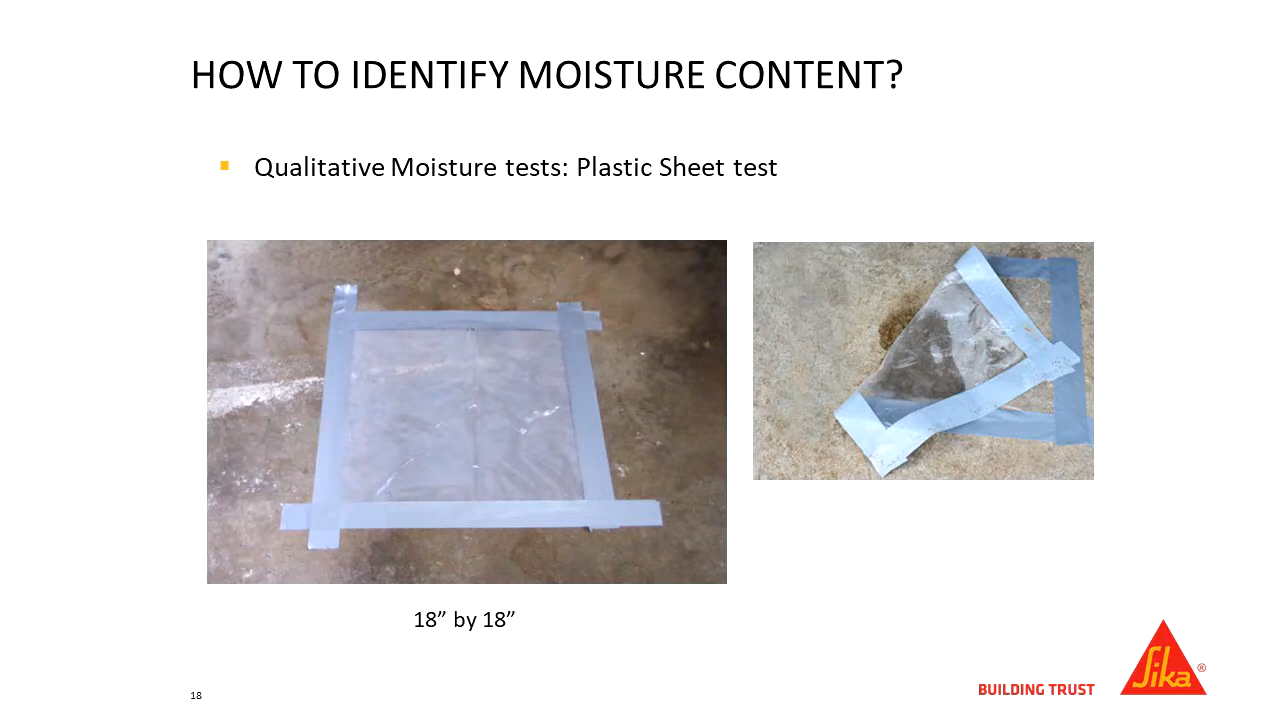 HOW TO IDENTIFY MOISTURE CONTENT?
Qualitative Moisture tests: Plastic Sheet test
18” by 18”
18
BUILDING TRUST
Sika®